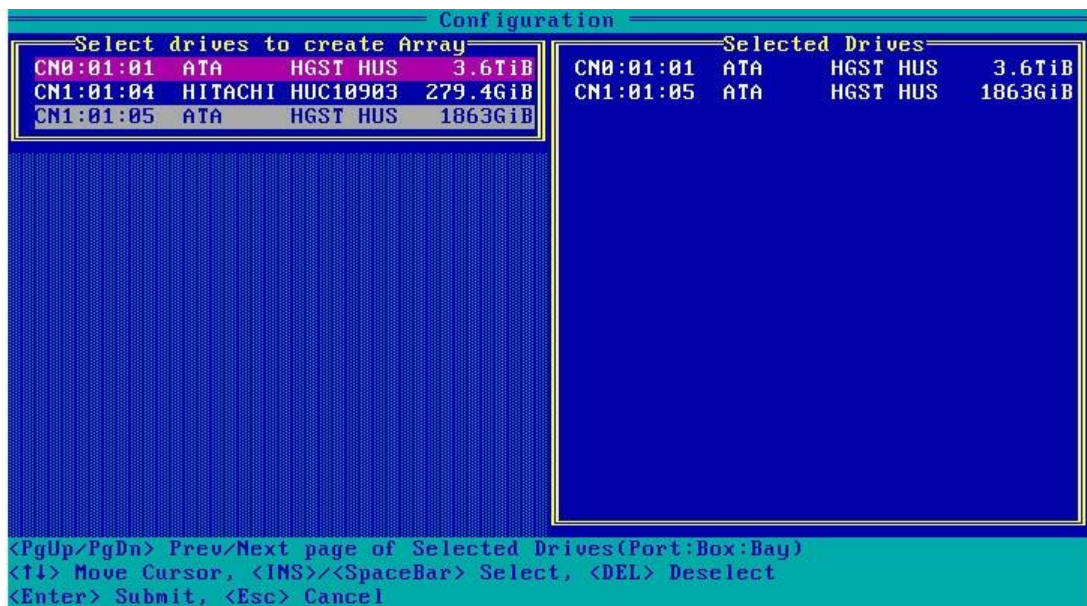 Configuration
Select drives to create Array
CN0:01:01 ATA HGST HUS 3.6TiB
CN1:01:04 HITACHI HUC10903 279.4GiB
CN1:01:05 ATA HGST HUS 1863GiB
Selected Drives
CN0:01:01 ATA HGST HUS 3.6TiB
CN1:01:05 ATA HGST HUS 1863GiB
<PgUp/PgDn> Prev/Next page of Selected Drives(Port:Box:Bay)
<↑↓> Move Cursor, <INS>/<SpaceBar> Select, <DEL> Deselect
<Enter> Submit, <Esc> Cancel